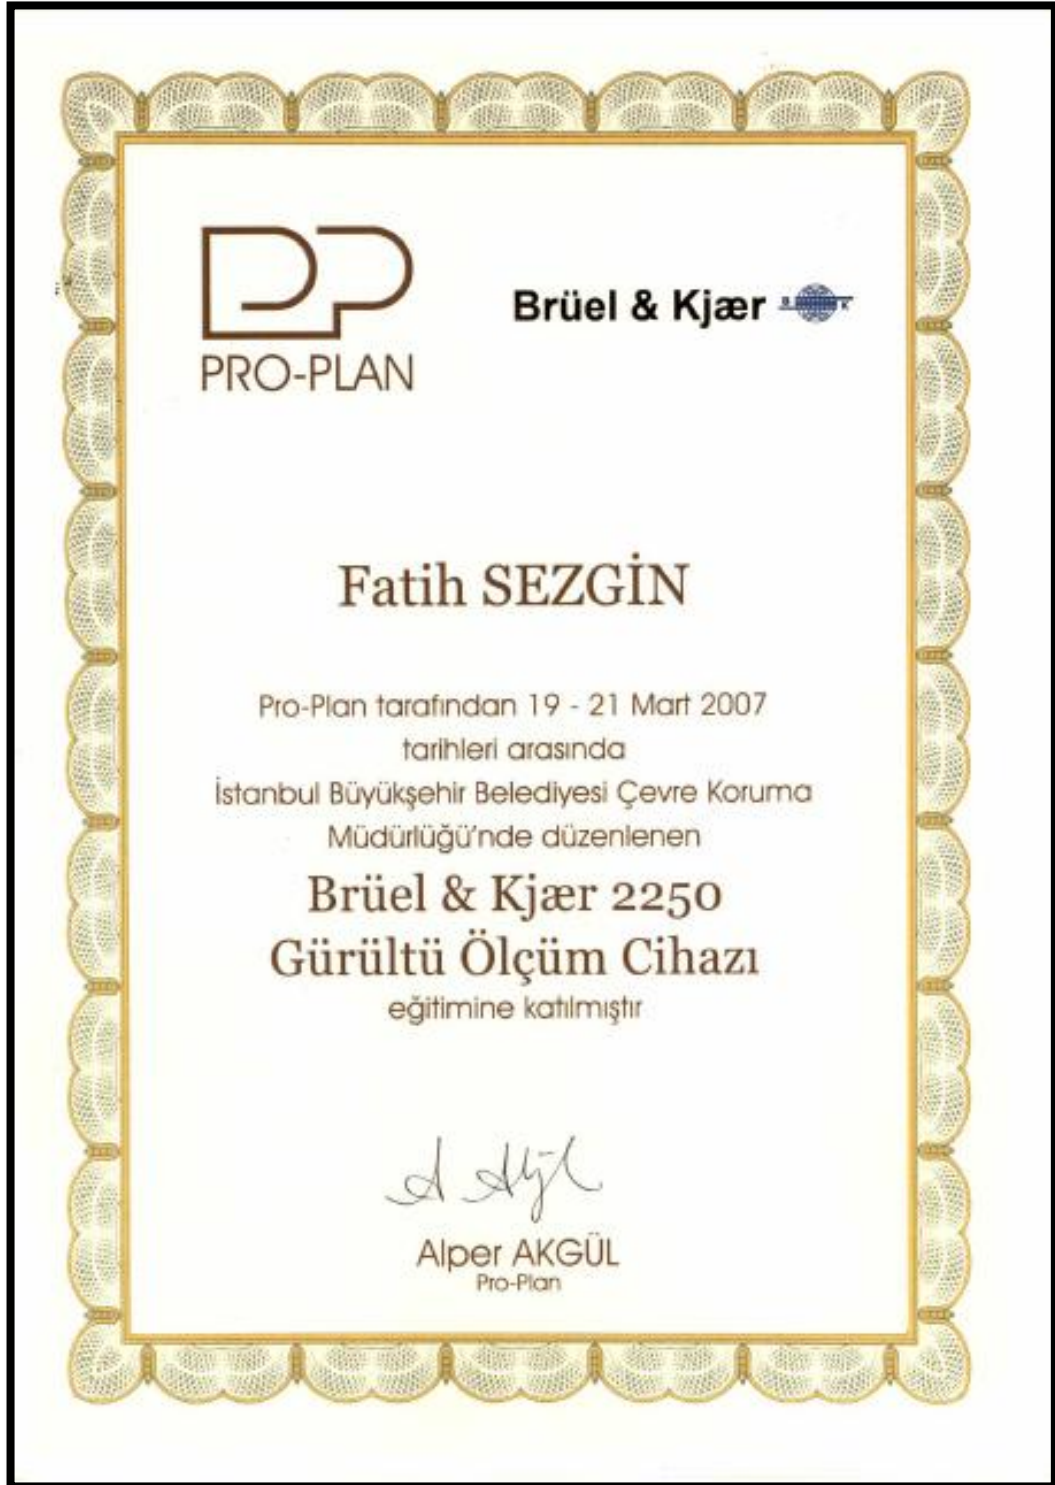 PRO-PLAN
Brüel & Kjær
B K
Fatih SEZGİN
Pro-Plan tarafından 19 - 21 Mart 2007
tarihleri arasında
İstanbul Büyükşehir Belediyesi Çevre Koruma
Müdürlüğü'nde düzenlenen
Brüel & Kjær 2250
Gürültü Ölçüm Cihazı
eğitimine katılmıştır
Alper AKGÜL
Pro-Plan